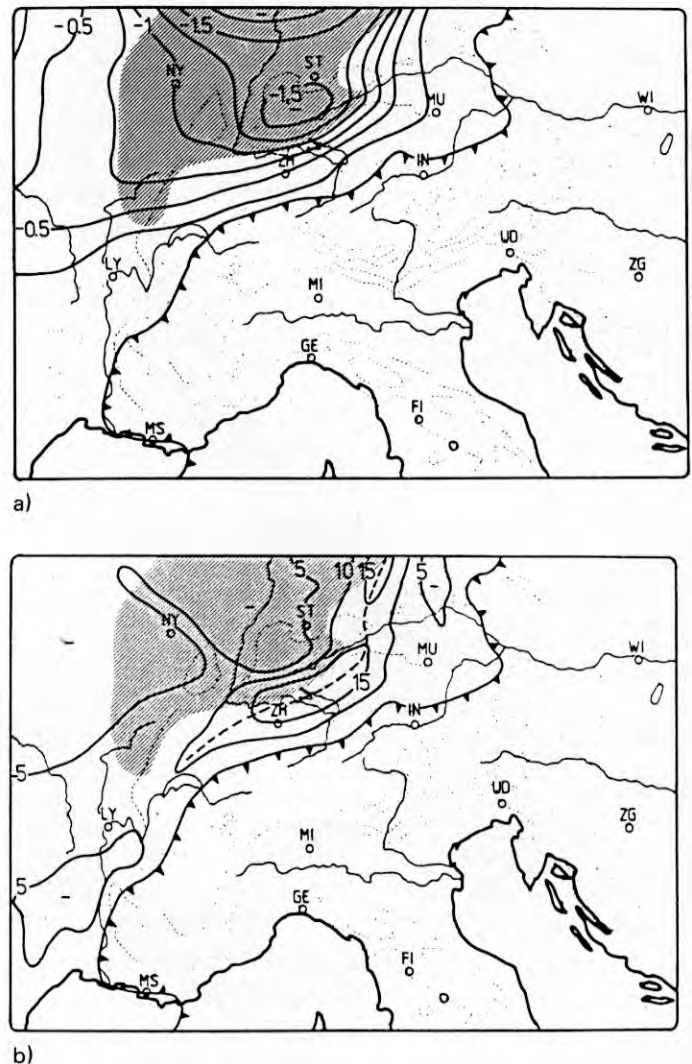 -0.5 -1 -1.5 -
NY ST
-1.5
-
MU WI
ZH IN
-0.5
LY UD ZG
MI
GE
FI
MS
a)
5 10 15 5
- -
NY ST
MU WI
15
ZH IN
5
LY UD ZG
MI
5 -
GE
FI
MS
b)